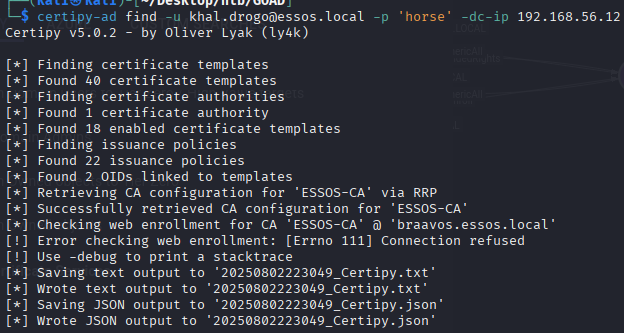 (kali㉿kali)-[~/Desktop/htb/GOAD]
$ certipy-ad find -u khal.drogo@essos.local -p 'horse' -dc-ip 192.168.56.12
Certipy v5.0.2 - by Oliver Lyak (ly4k)
[*] Finding certificate templates
[*] Found 40 certificate templates
[*] Finding certificate authorities
[*] Found 1 certificate authority
[*] Found 18 enabled certificate templates
[*] Finding issuance policies
[*] Found 22 issuance policies
[*] Found 2 OIDs linked to templates
[*] Retrieving CA configuration for 'ESSOS-CA' via RRP
[*] Successfully retrieved CA configuration for 'ESSOS-CA'
[*] Checking web enrollment for CA 'ESSOS-CA' @ 'braavos.essos.local'
[!] Error checking web enrollment: [Errno 111] Connection refused
[!] Use -debug to print a stacktrace
[*] Saving text output to '20250802223049_Certipy.txt'
[*] Wrote text output to '20250802223049_Certipy.txt'
[*] Saving JSON output to '20250802223049_Certipy.json'
[*] Wrote JSON output to '20250802223049_Certipy.json'